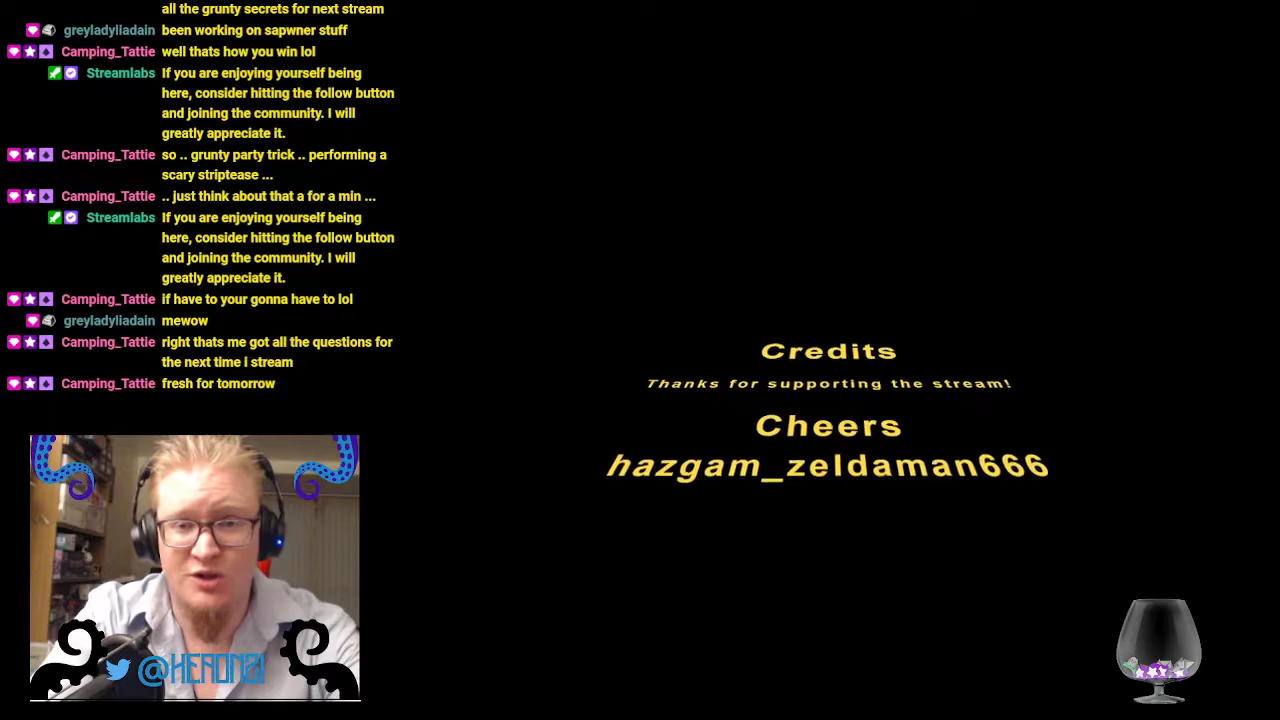 all the grunty secrets for next stream
greyladyliadain been working on sapwner stuff
Camping_Tattie well thats how you win lol
Streamlabs If you are enjoying yourself being
here, consider hitting the follow button
and joining the community. I will
greatly appreciate it.
Camping_Tattie so .. grunty party trick .. performing a
scary striptease ...
Camping_Tattie .. just think about that a for a min ...
Streamlabs If you are enjoying yourself being
here, consider hitting the follow button
and joining the community. I will
greatly appreciate it.
Camping_Tattie if have to your gonna have to lol
greyladyliadain mewow
Camping_Tattie right thats me got all the questions for
the next time i stream
Camping_Tattie fresh for tomorrow
Credits
Thanks for supporting the stream!
Cheers
hazgam_zeldaman666